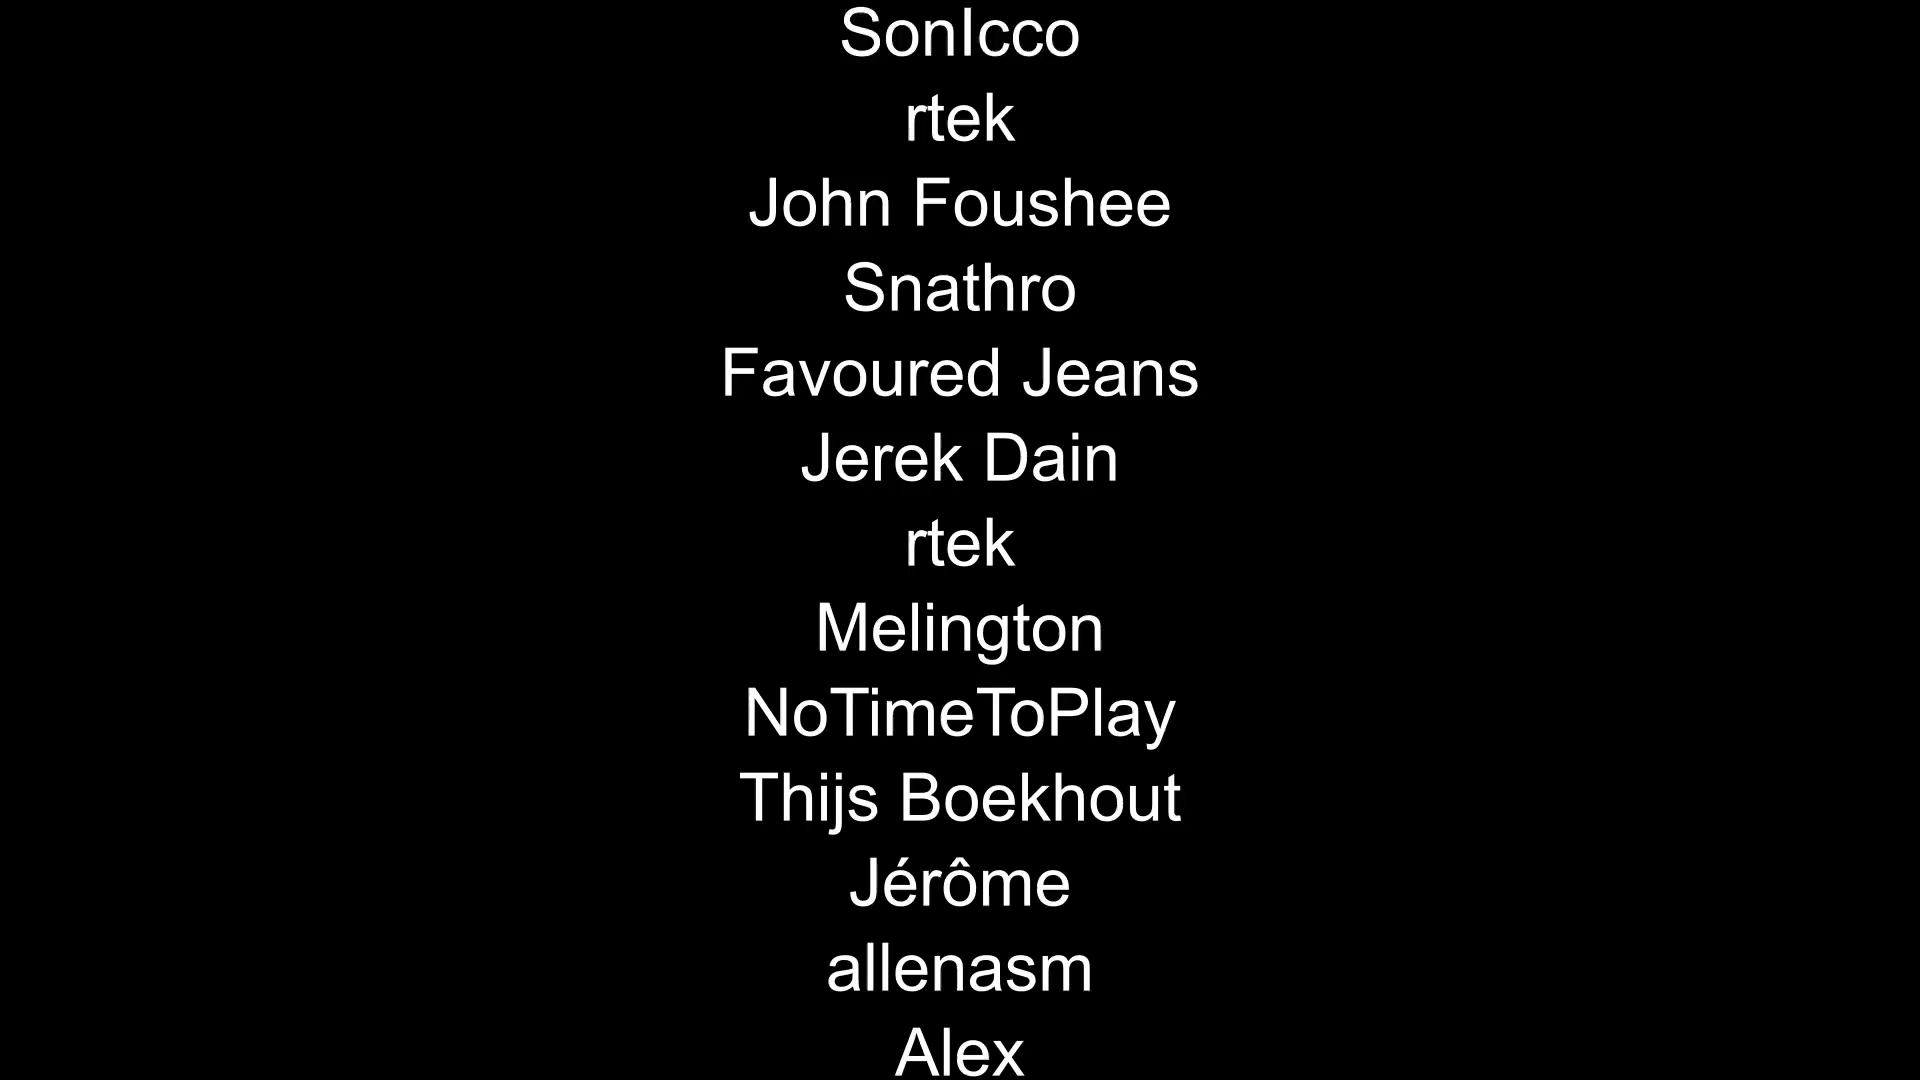 SonIcco
rtek
John Foushee
Snathro
Favoured Jeans
Jerek Dain
rtek
Melington
NoTimeToPlay
Thijs Boekhout
Jérôme
allenasm
Alex